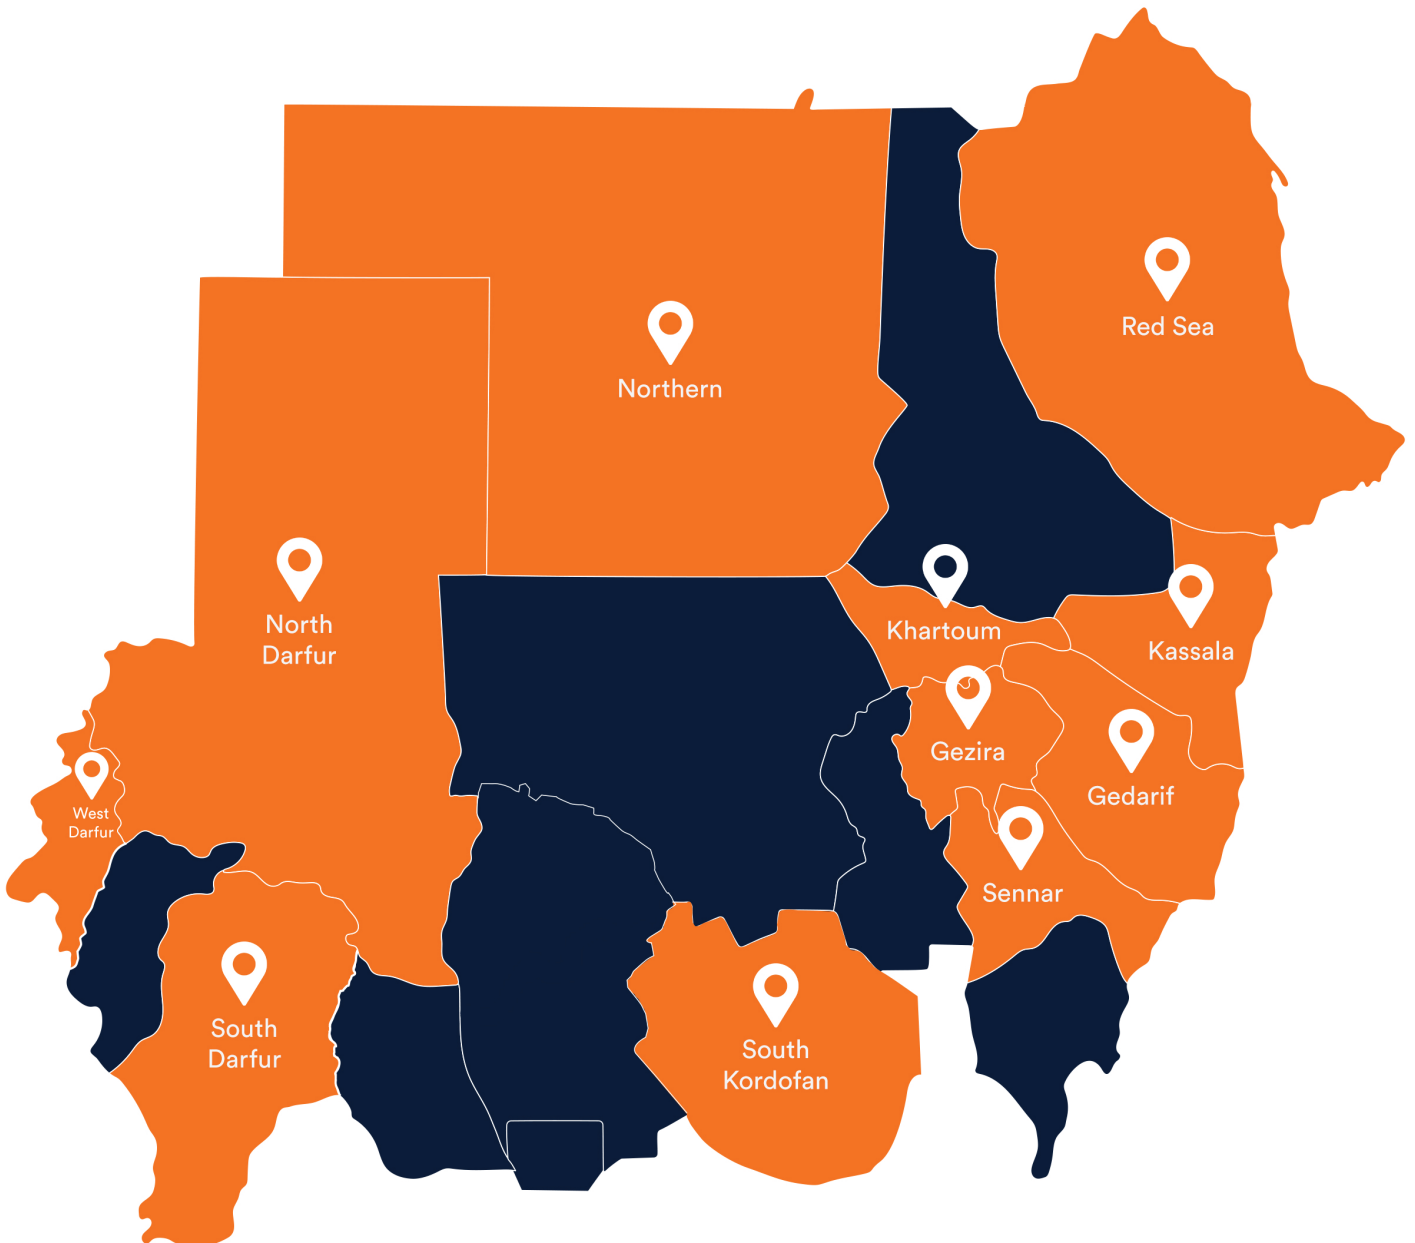 Red Sea
Northern
North
Darfur
Khartoum
Kassala
Gezira
Gedarif
West
Darfur
Sennar
South
Darfur
South
Kordofan